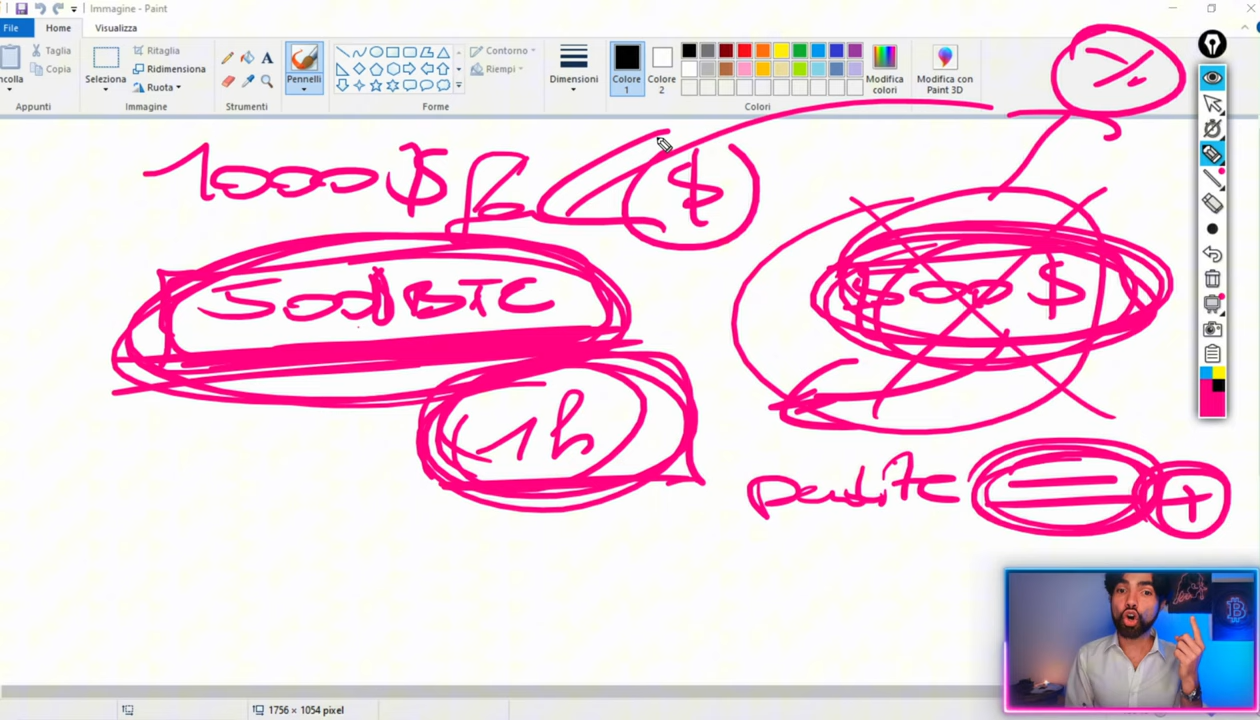 Immagine - Paint
File Home Visualizza
Taglia
Copia
Incolla
Appunti
Seleziona
Ritaglia
Ridimensiona
Ruota
Immagine
A
Strumenti
Pennelli
Forme
Contorno
Riempi
Dimensioni
Colore 1
Colore 2
Modifica colori
Colori
Modifica con Paint 3D
%
1000 $ $
500$ BTC 500 $
1h
perdite = +
1756 × 1054 pixel